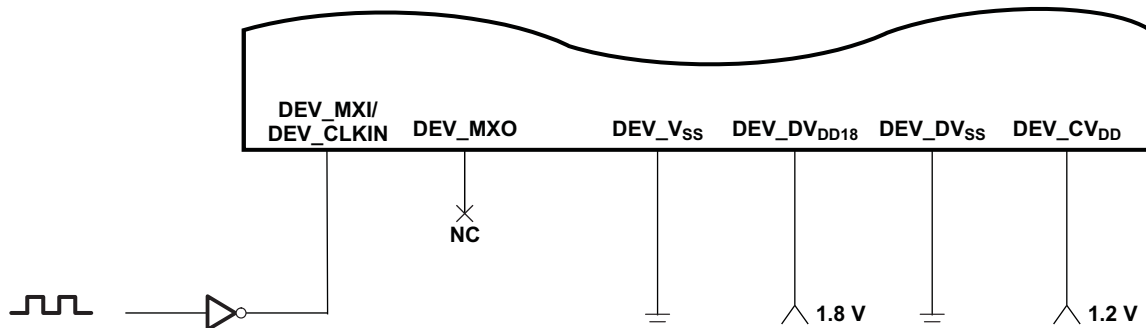 DEV_MXI/
DEV_CLKIN
DEV_MXO
DEV_VSS
DEV_DVDD18
DEV_DVSS
DEV_CVDD
NC
1.8 V
1.2 V